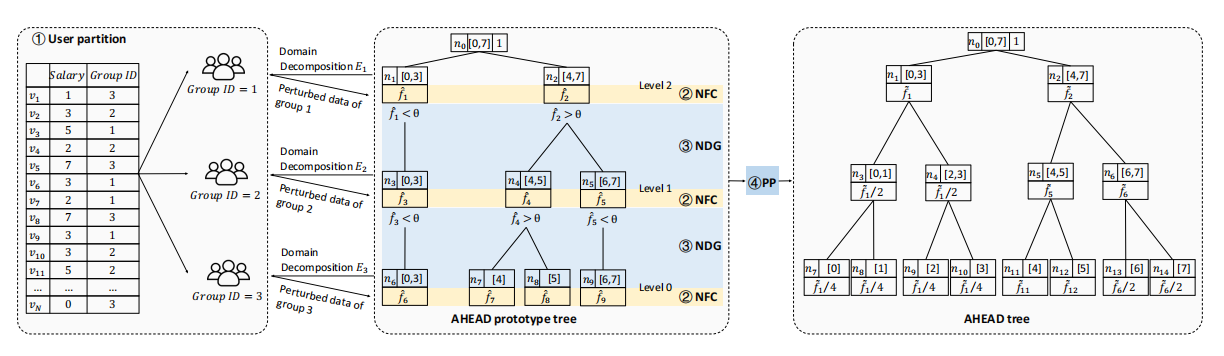 ① User partition
Salary Group ID
v₁ 1 3
v₂ 3 2
v₃ 5 1
v₄ 2 2
v₅ 7 3
v₆ 3 1
v₇ 2 1
v₈ 7 3
v₉ 3 1
v₁₀ 3 2
v₁₁ 5 2
... ... ...
v_N 0 3
Group ID = 1
Group ID = 2
Group ID = 3
Domain
Decomposition E₁
Perturbed data of
group 1
Domain
Decomposition E₂
Perturbed data of
group 2
Domain
Decomposition E₃
Perturbed data of
group 3
n₀ [0,7] 1
n₁ [0,3]
f̂₁
n₂ [4,7]
f̂₂
Level 2
② NFC
f̂₁ < θ
f̂₂ > θ
③ NDG
n₃ [0,3]
f̂₃
n₄ [4,5]
f̂₄
n₅ [6,7]
f̂₅
Level 1
② NFC
f̂₃ < θ
f̂₄ > θ
f̂₅ < θ
③ NDG
n₆ [0,3]
f̂₆
n₇ [4]
f̂₇
n₈ [5]
f̂₈
n₉ [6,7]
f̂₉
Level 0
② NFC
AHEAD prototype tree
④PP
n₀ [0,7] 1
n₁ [0,3]
f̃₁
n₂ [4,7]
f̃₂
n₃ [0,1]
f̃₁/2
n₄ [2,3]
f̃₁/2
n₅ [4,5]
f̃₅
n₆ [6,7]
f̃₆
n₇ [0]
f̃₁/4
n₈ [1]
f̃₁/4
n₉ [2]
f̃₁/4
n₁₀ [3]
f̃₁/4
n₁₁ [4]
f̃₁₁
n₁₂ [5]
f̃₁₂
n₁₃ [6]
f̃₆/2
n₁₄ [7]
f̃₆/2
AHEAD tree